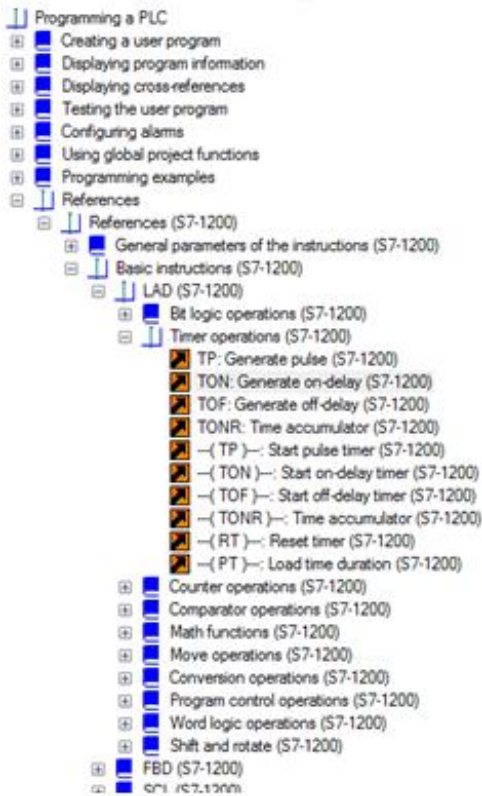 Programming a PLC
Creating a user program
Displaying program information
Displaying cross-references
Testing the user program
Configuring alarms
Using global project functions
Programming examples
References
References (S7-1200)
General parameters of the instructions (S7-1200)
Basic instructions (S7-1200)
LAD (S7-1200)
Bit logic operations (S7-1200)
Timer operations (S7-1200)
TP: Generate pulse (S7-1200)
TON: Generate on-delay (S7-1200)
TOF: Generate off-delay (S7-1200)
TONR: Time accumulator (S7-1200)
---( TP )---: Start pulse timer (S7-1200)
---( TON )---: Start on-delay timer (S7-1200)
---( TOF )---: Start off-delay timer (S7-1200)
---( TONR )---: Time accumulator (S7-1200)
---( RT )---: Reset timer (S7-1200)
---( PT )---: Load time duration (S7-1200)
Counter operations (S7-1200)
Comparator operations (S7-1200)
Math functions (S7-1200)
Move operations (S7-1200)
Conversion operations (S7-1200)
Program control operations (S7-1200)
Word logic operations (S7-1200)
Shift and rotate (S7-1200)
FBD (S7-1200)
SCL (S7-1200)